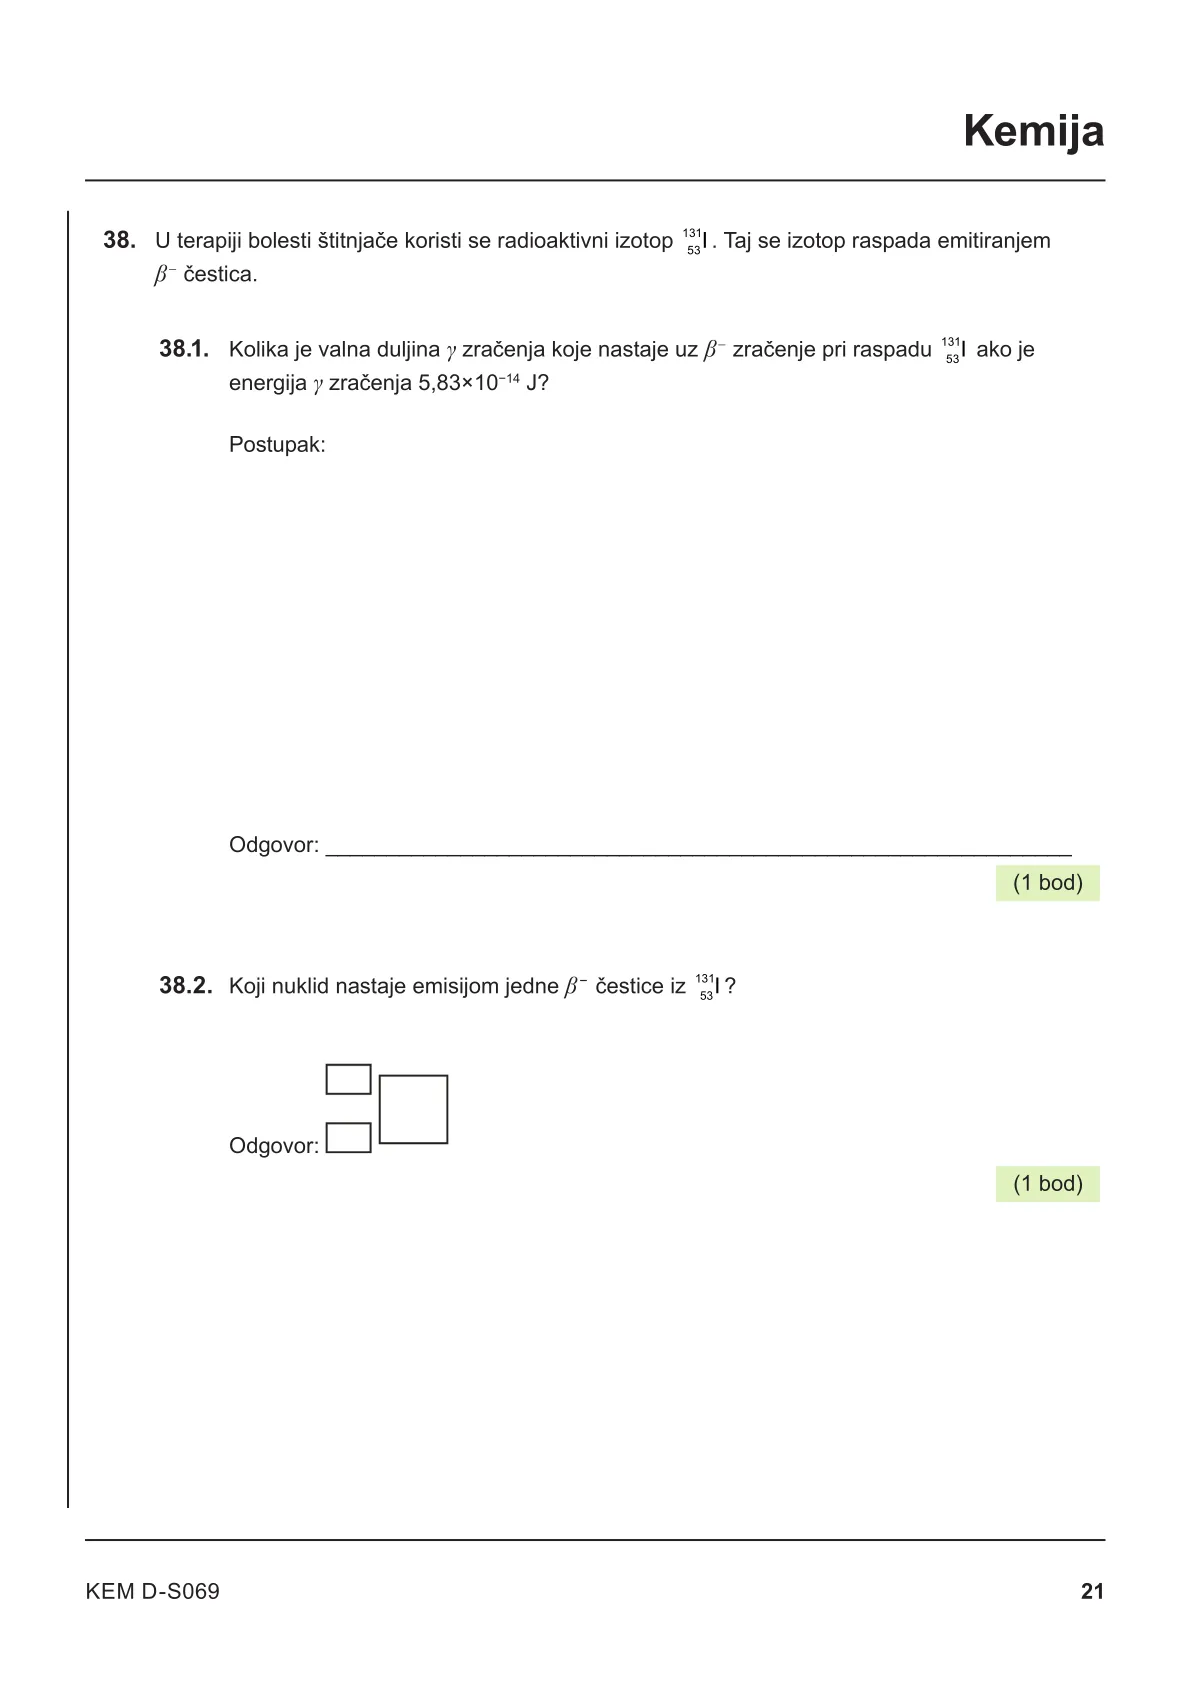 Kemija
38. U terapiji bolesti štitnjače koristi se radioaktivni izotop ¹³¹₅₃I. Taj se izotop raspada emitiranjem
β⁻ čestica.
38.1. Kolika je valna duljina γ zračenja koje nastaje uz β⁻ zračenje pri raspadu ¹³¹₅₃I ako je
energija γ zračenja 5,83×10⁻¹⁴ J?
Postupak:
Odgovor: ______________________________________________________________
(1 bod)
38.2. Koji nuklid nastaje emisijom jedne β⁻ čestice iz ¹³¹₅₃I?
Odgovor:
(1 bod)
KEM D-S069
21